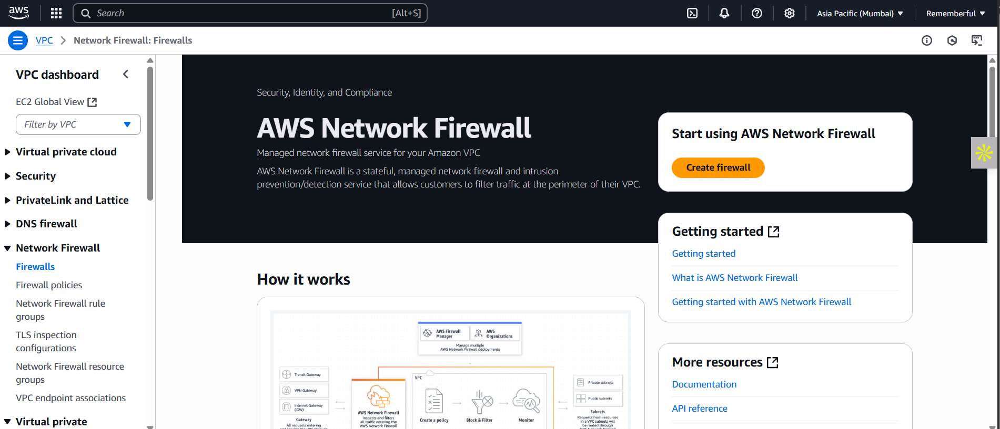 aws
Search [Alt+S]
Asia Pacific (Mumbai)
Rememberful
VPC
Network Firewall: Firewalls
VPC dashboard
EC2 Global View
Filter by VPC
Virtual private cloud
Security
PrivateLink and Lattice
DNS firewall
Network Firewall
Firewalls
Firewall policies
Network Firewall rule
groups
TLS inspection
configurations
Network Firewall resource
groups
VPC endpoint associations
Virtual private
Security, Identity, and Compliance
AWS Network Firewall
Managed network firewall service for your Amazon VPC
AWS Network Firewall is a stateful, managed network firewall and intrusion
prevention/detection service that allows customers to filter traffic at the perimeter of their VPC.
Start using AWS Network Firewall
Create firewall
Getting started
Getting started
What is AWS Network Firewall
Getting started with AWS Network Firewall
More resources
Documentation
API reference
How it works
AWS Firewall
Manager
AWS
Organizations
Manage multiple
AWS Network Firewall deployments
Transit Gateway
VPN Gateway
Internet Gateway
(IGW)
Gateway
All requests entering
AWS Network Firewall
Inspects and filters
all traffic entering the
AWS Network Firewall
VPC
Create a policy
Block & Filter
Monitor
Private subnets
Public subnets
Subnets
Requests from resources
in a VPC subnets will
be routed through